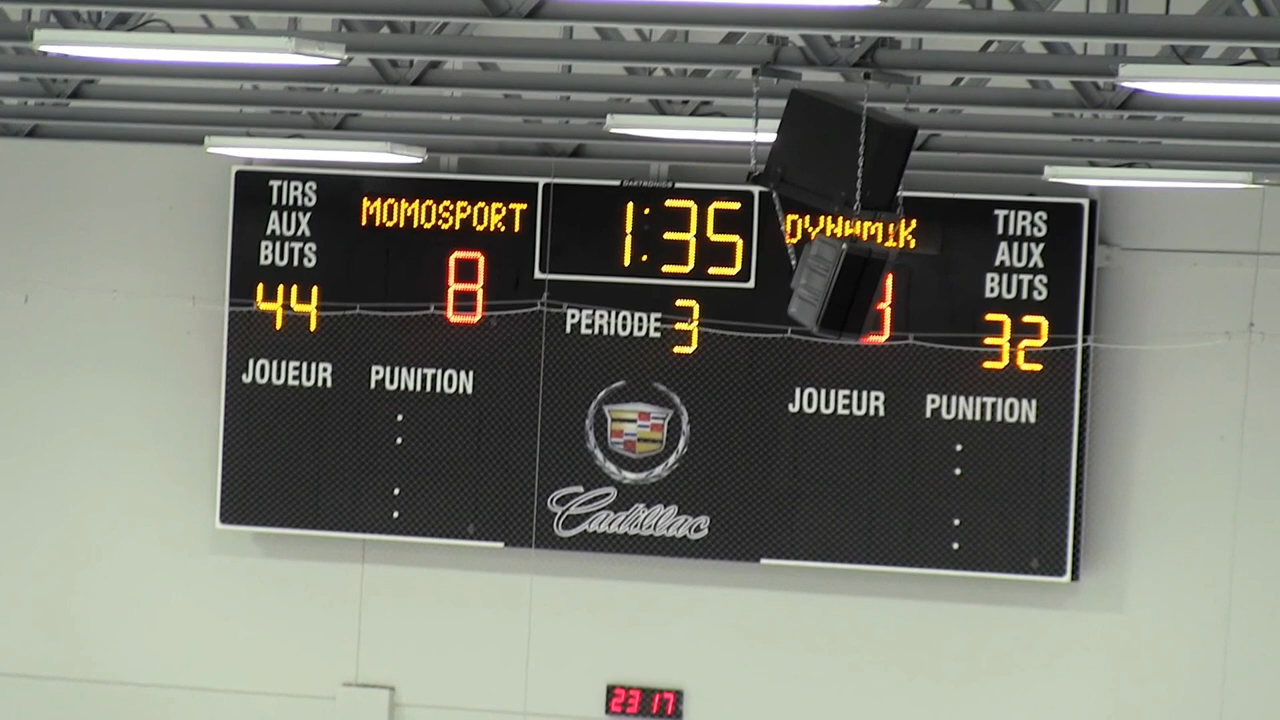 TIRS
AUX
BUTS
MOMOSPORT
DAKTRONICS
1:35
DYNAMIK
TIRS
AUX
BUTS
44
8
PERIODE 3
32
JOUEUR PUNITION
JOUEUR PUNITION
Cadillac
23 17